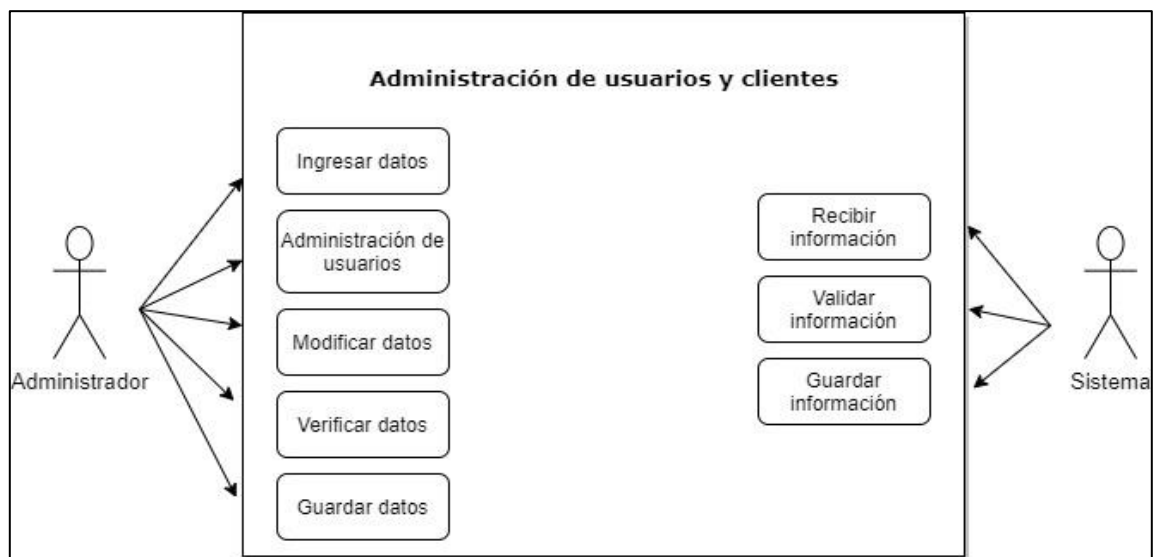 Administración de usuarios y clientes
Ingresar datos
Administración de
usuarios
Modificar datos
Verificar datos
Guardar datos
Recibir
información
Validar
información
Guardar
información
Administrador
Sistema